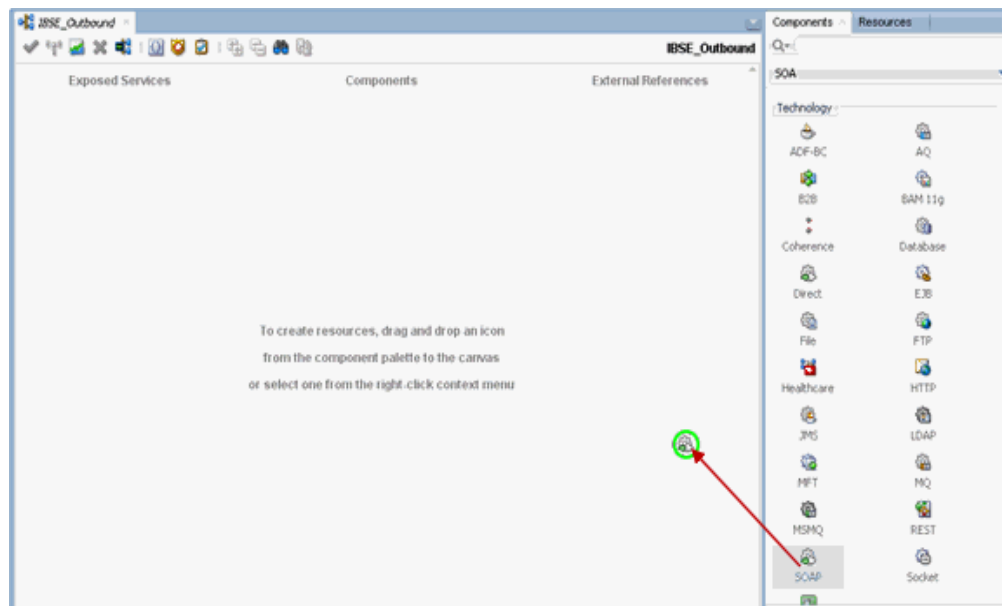 IBSE_Outbound
IBSE_Outbound
Exposed Services
Components
External References
To create resources, drag and drop an icon
from the component palette to the canvas
or select one from the right-click context menu
Components
Resources
SOA
Technology
ADF-BC AQ
B2B BAM 11g
Coherence Database
Direct EJB
File FTP
Healthcare HTTP
JMS LDAP
MFT MQ
MSMQ REST
SOAP Socket